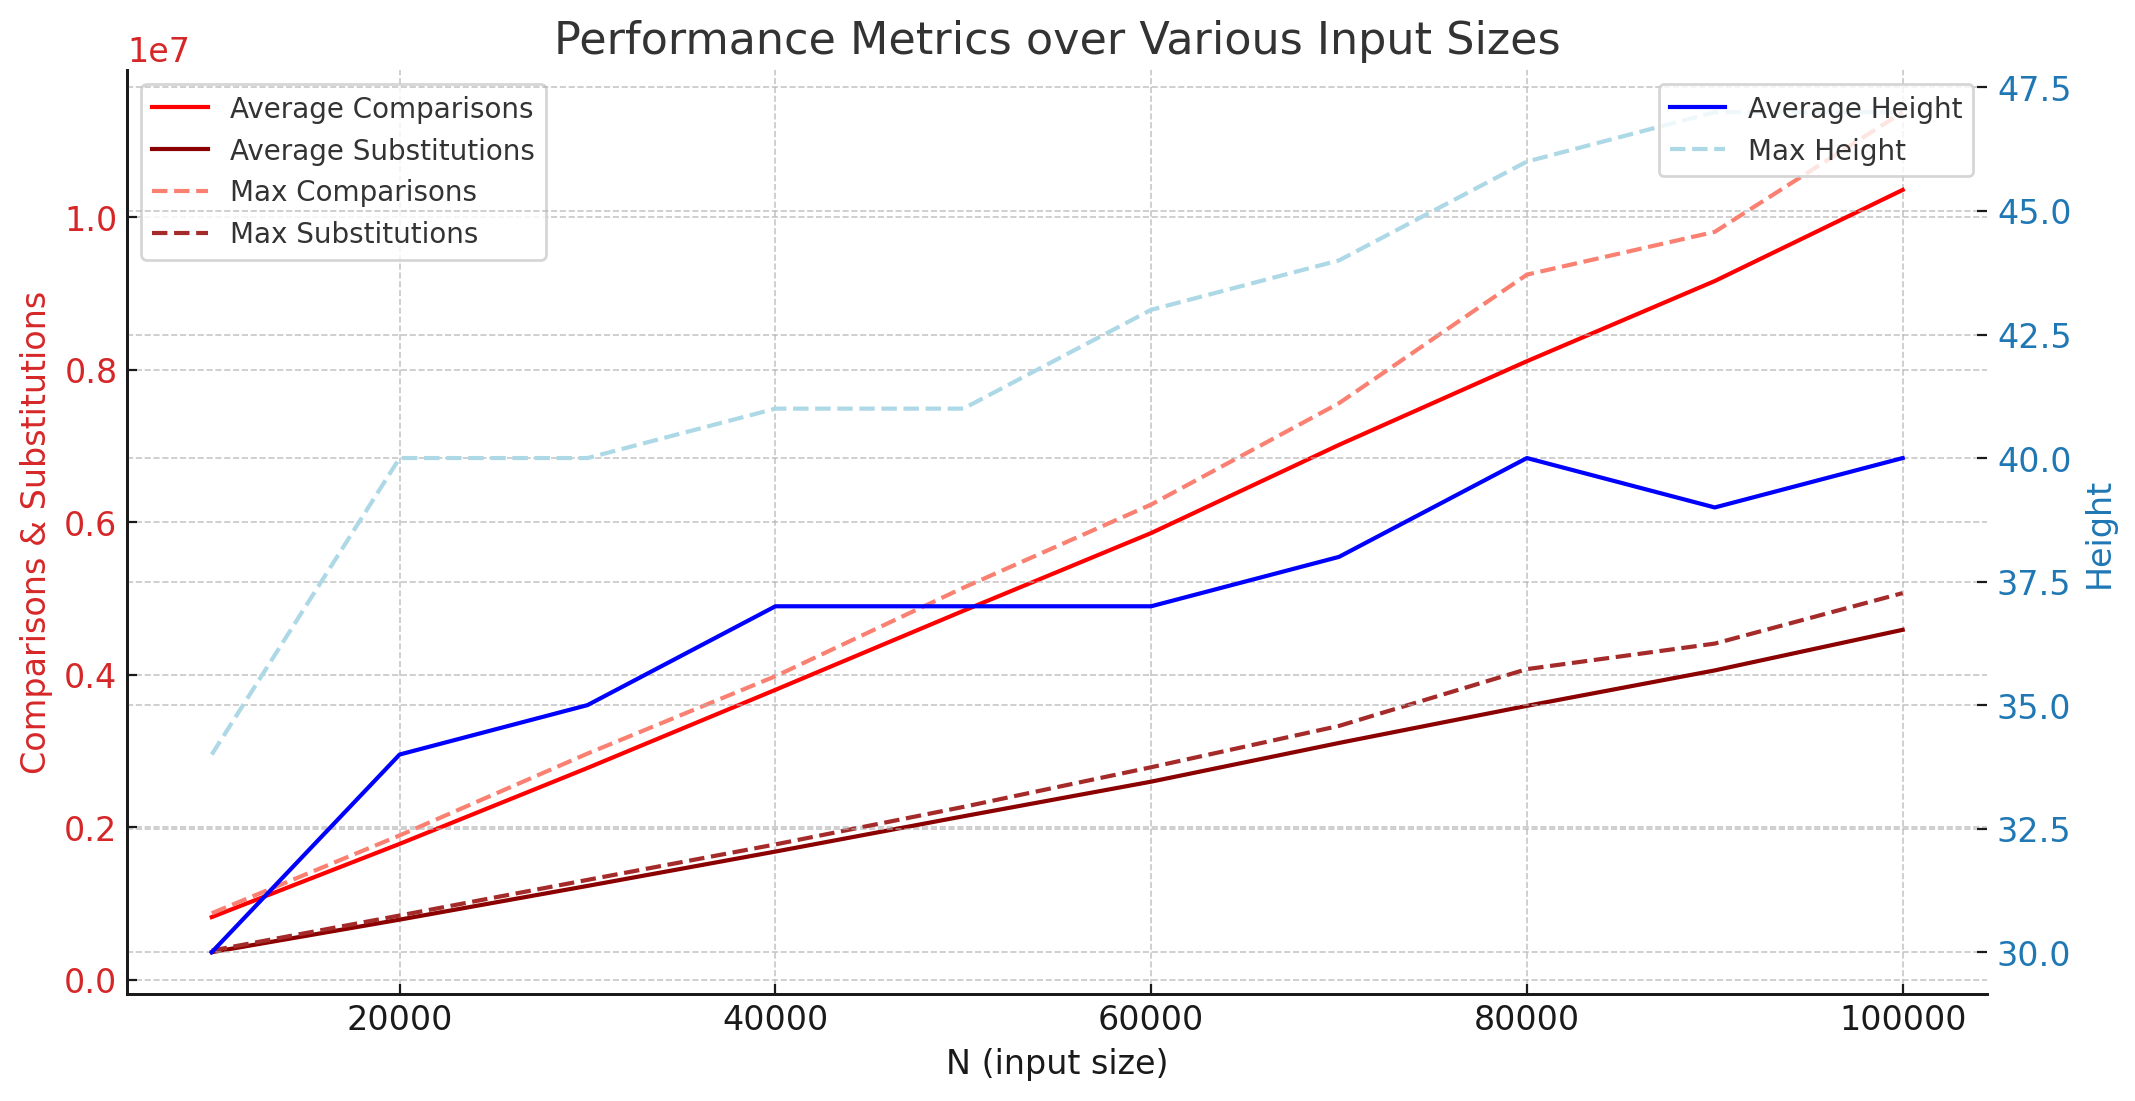 Performance Metrics over Various Input Sizes
1e7
Average Comparisons
Average Substitutions
Max Comparisons
Max Substitutions
Average Height
Max Height
Comparisons & Substitutions
1.0
0.8
0.6
0.4
0.2
0.0
47.5
45.0
42.5
40.0
37.5
35.0
32.5
30.0
Height
20000
40000
60000
80000
100000
N (input size)